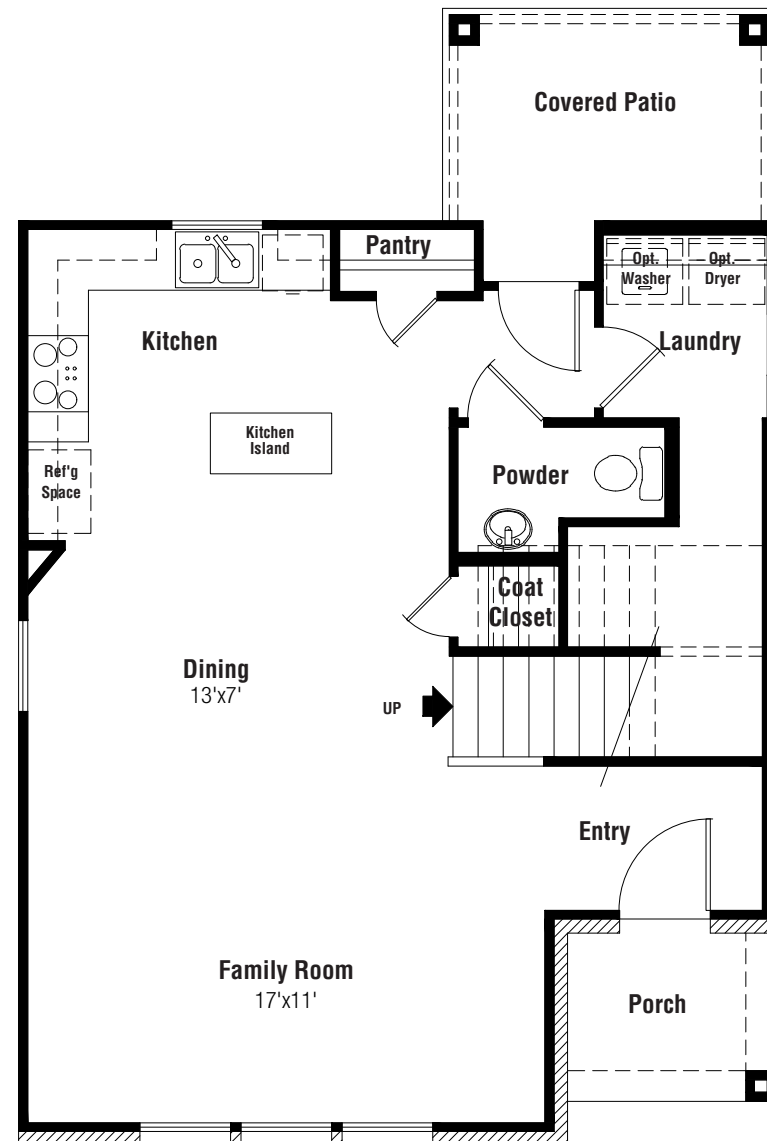 Covered Patio
Pantry
Opt.
Washer
Opt.
Dryer
Kitchen
Laundry
Kitchen
Island
Ref'g
Space
Powder
Coat
Closet
Dining
13'x7'
UP
Entry
Family Room
17'x11'
Porch